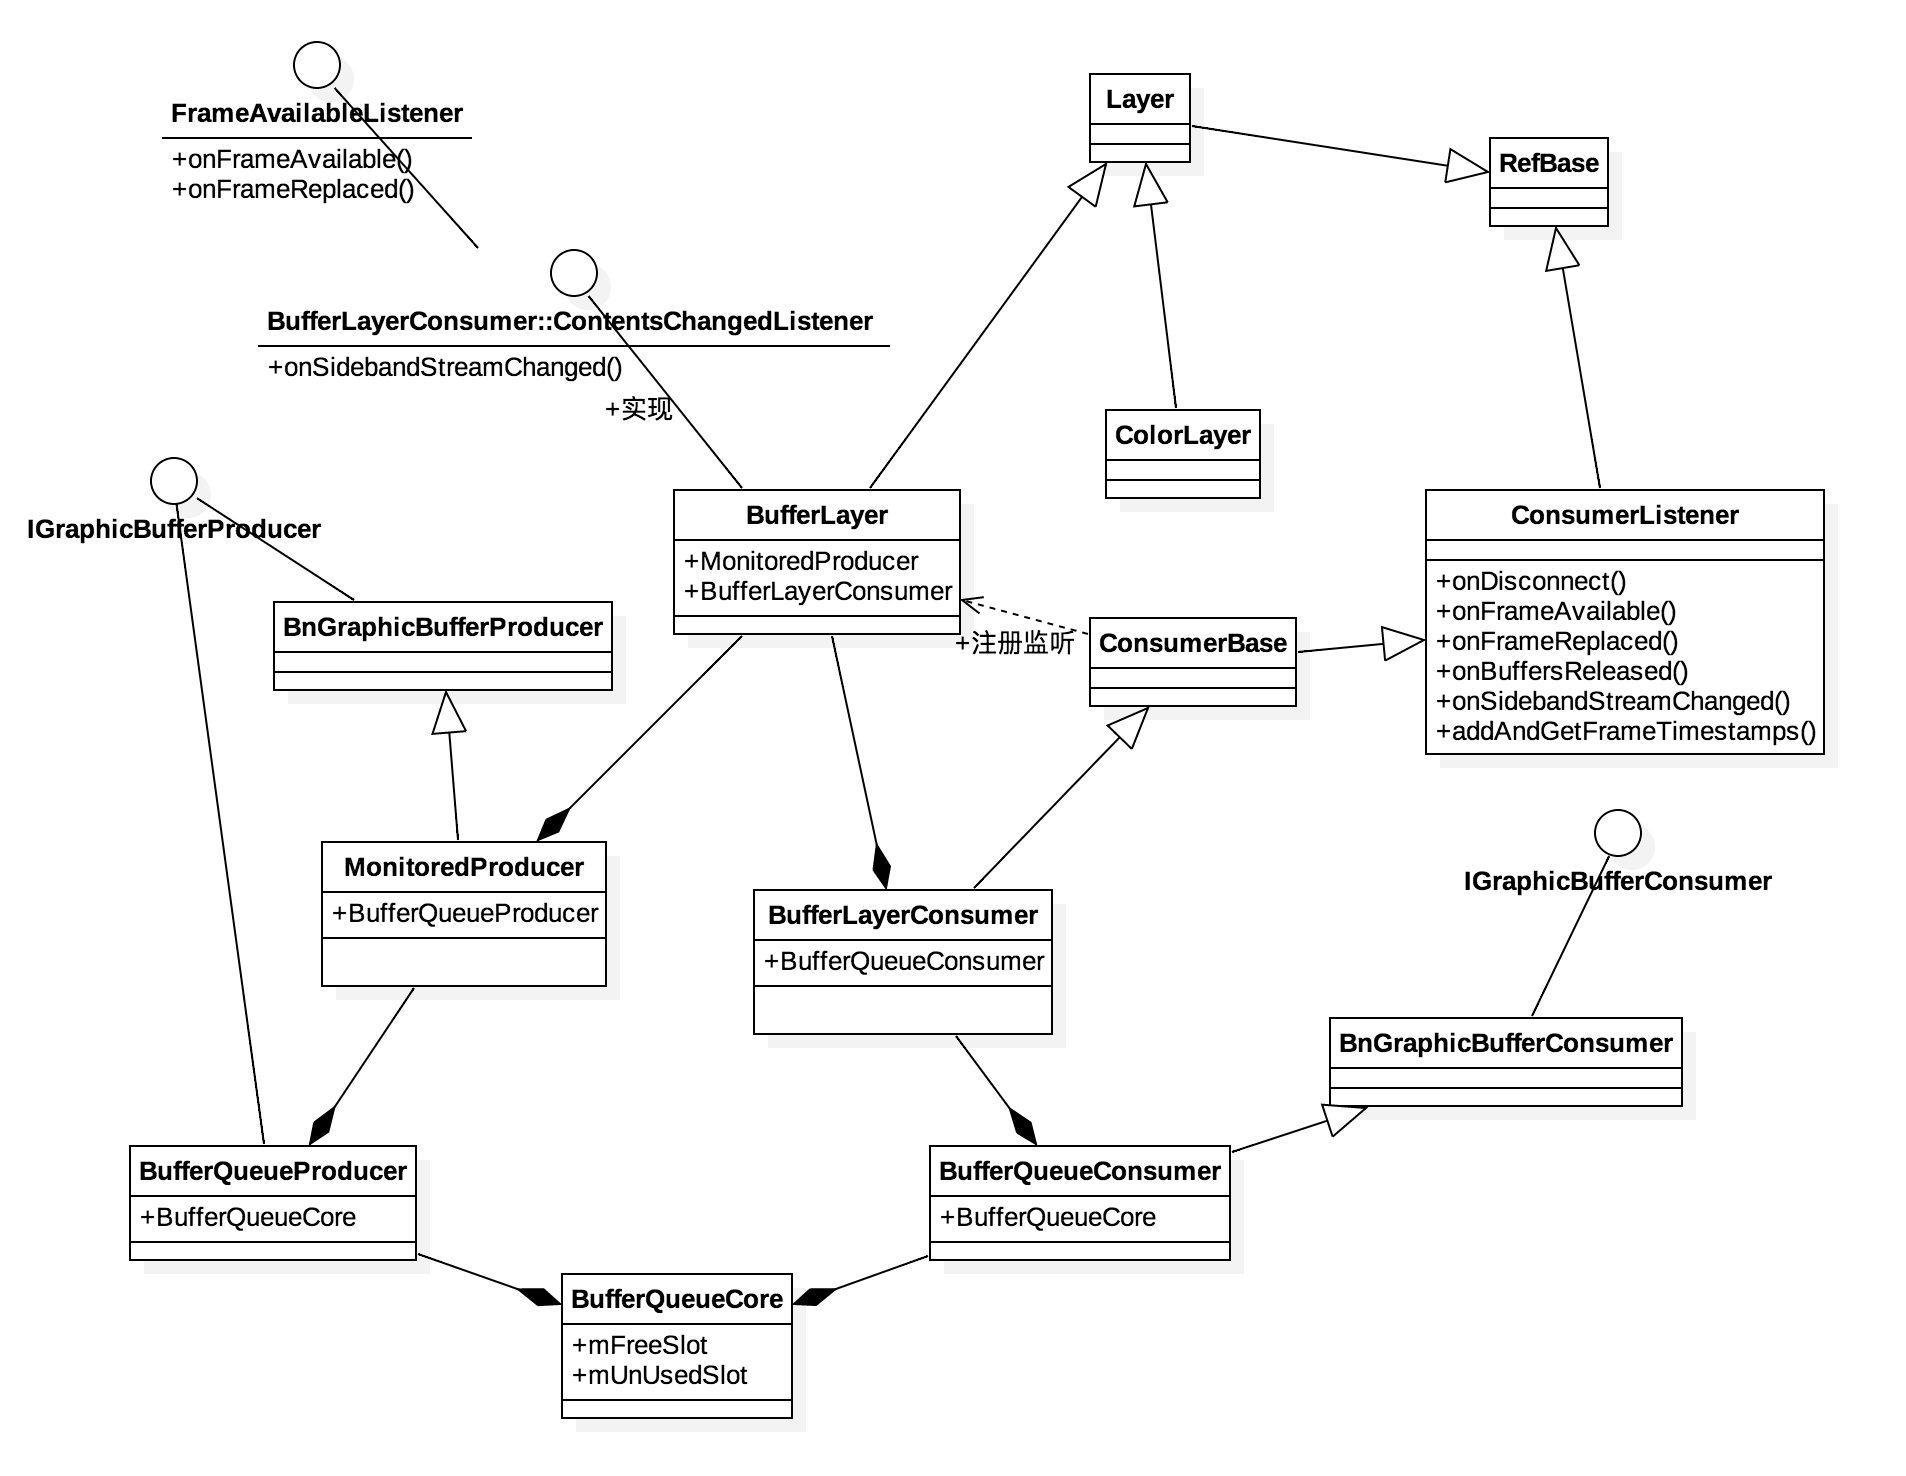 FrameAvailableListener
+onFrameAvailable()
+onFrameReplaced()
Layer
RefBase
BufferLayerConsumer::ContentsChangedListener
+onSidebandStreamChanged()
+实现
ColorLayer
IGraphicBufferProducer
BufferLayer
+MonitoredProducer
+BufferLayerConsumer
ConsumerListener
+onDisconnect()
+onFrameAvailable()
+onFrameReplaced()
+onBuffersReleased()
+onSidebandStreamChanged()
+addAndGetFrameTimestamps()
BnGraphicBufferProducer
+注册监听
ConsumerBase
MonitoredProducer
+BufferQueueProducer
BufferLayerConsumer
+BufferQueueConsumer
IGraphicBufferConsumer
BnGraphicBufferConsumer
BufferQueueProducer
+BufferQueueCore
BufferQueueConsumer
+BufferQueueCore
BufferQueueCore
+mFreeSlot
+mUnUsedSlot